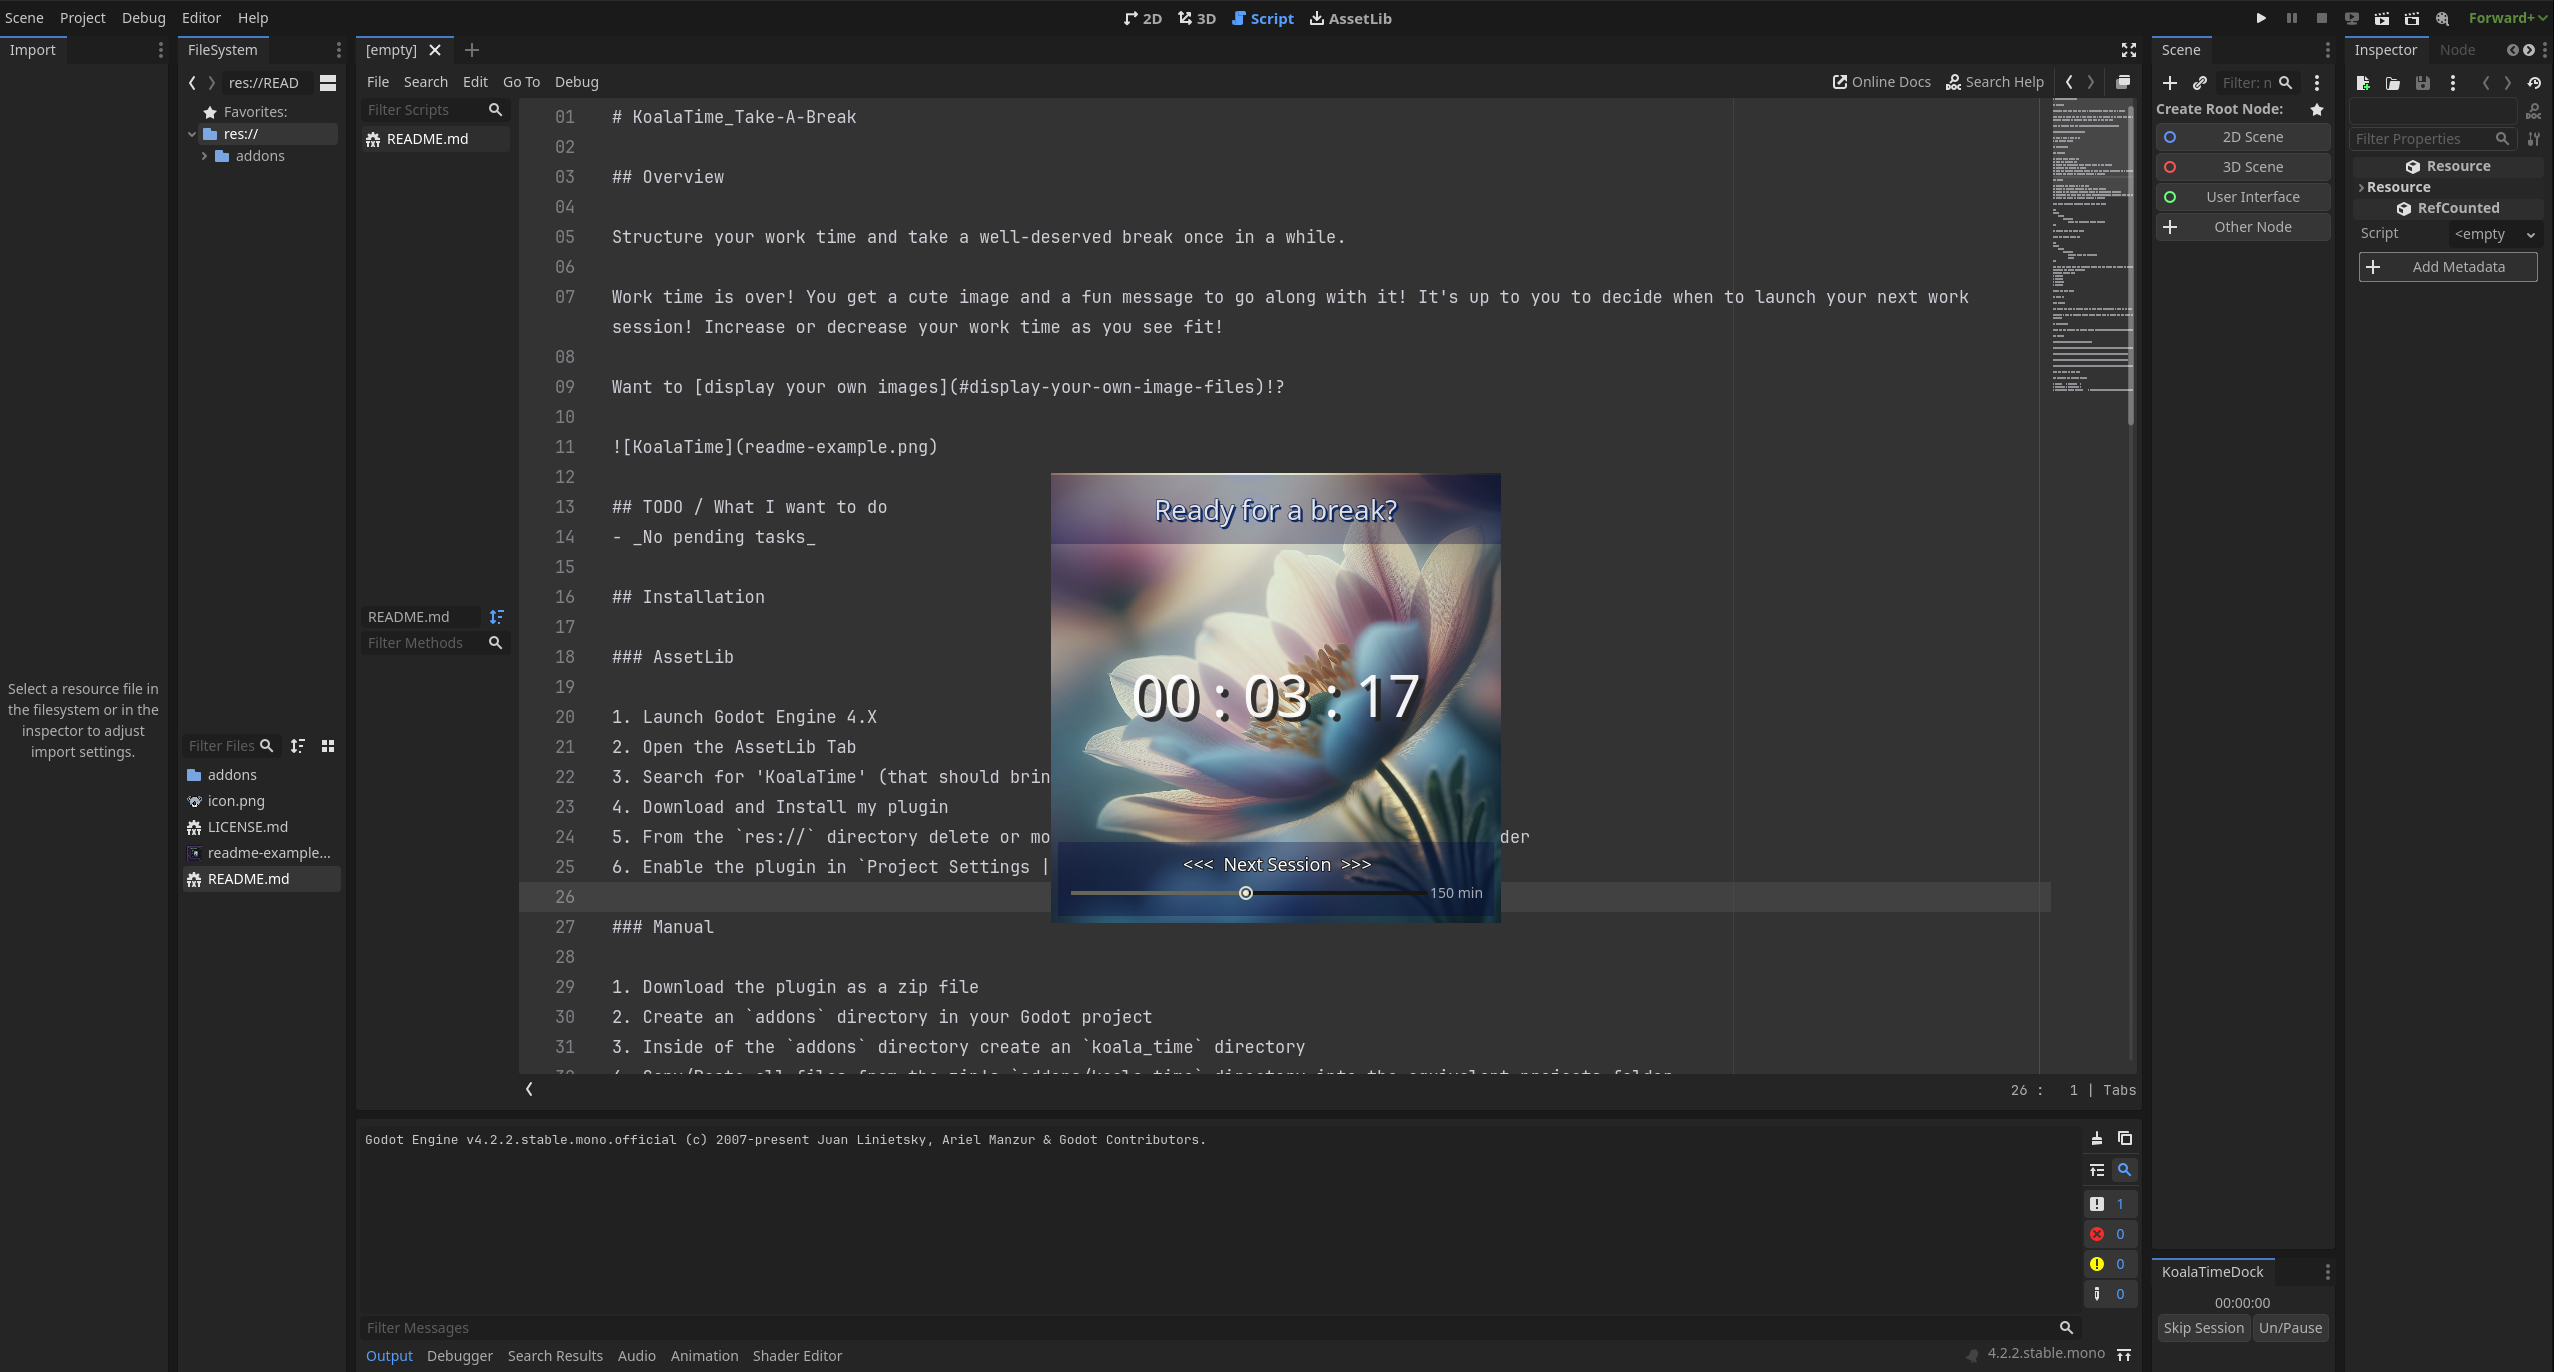 Scene Project Debug Editor Help
2D 3D Script AssetLib
Forward+
Import
FileSystem
[empty]
Scene
Inspector Node
res://READ
File Search Edit Go To Debug
Online Docs Search Help
Filter: n
Favorites:
res://
addons
Filter Scripts
README.md
Create Root Node:
2D Scene
3D Scene
User Interface
Other Node
Filter Properties
Resource
Resource
RefCounted
Script <empty
Add Metadata
01 # KoalaTime_Take-A-Break
02
03 ## Overview
04
05 Structure your work time and take a well-deserved break once in a while.
06
07 Work time is over! You get a cute image and a fun message to go along with it! It's up to you to decide when to launch your next work
session! Increase or decrease your work time as you see fit!
08
09 Want to [display your own images](#display-your-own-image-files)!?
10
11 ![KoalaTime](readme-example.png)
12
13 ## TODO / What I want to do
14 - _No pending tasks_
15
16 ## Installation
17
18 ### AssetLib
19
20 1. Launch Godot Engine 4.X
21 2. Open the AssetLib Tab
22 3. Search for 'KoalaTime' (that should brin
23 4. Download and Install my plugin
24 5. From the `res://` directory delete or mo der
25 6. Enable the plugin in `Project Settings |
26
27 ### Manual
28
29 1. Download the plugin as a zip file
30 2. Create an `addons` directory in your Godot project
31 3. Inside of the `addons` directory create an `koala_time` directory
README.md
Filter Methods
Ready for a break?
00 : 03 : 17
<<< Next Session >>>
150 min
Select a resource file in
the filesystem or in the
inspector to adjust
import settings.
Filter Files
addons
icon.png
LICENSE.md
readme-example...
README.md
26 : 1 | Tabs
Godot Engine v4.2.2.stable.mono.official (c) 2007-present Juan Linietsky, Ariel Manzur & Godot Contributors.
1
0
0
0
Filter Messages
Output Debugger Search Results Audio Animation Shader Editor
4.2.2.stable.mono
KoalaTimeDock
00:00:00
Skip Session Un/Pause